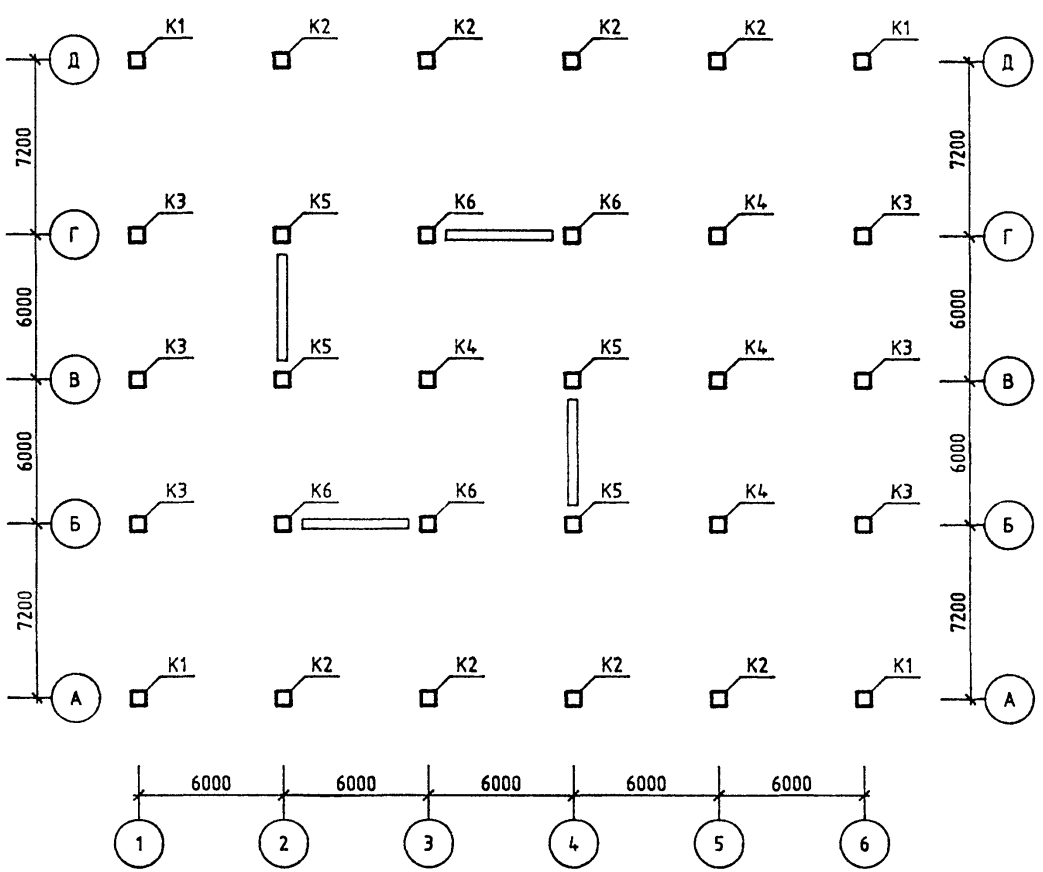 К1 К2 К2 К2 К2 К1
Д Д
7200 7200
К3 К5 К6 К6 К4 К3
Г Г
6000 6000
К3 К5 К4 К5 К4 К3
В В
6000 6000
К3 К6 К6 К5 К4 К3
Б Б
7200 7200
К1 К2 К2 К2 К2 К1
А А
6000 6000 6000 6000 6000
1 2 3 4 5 6